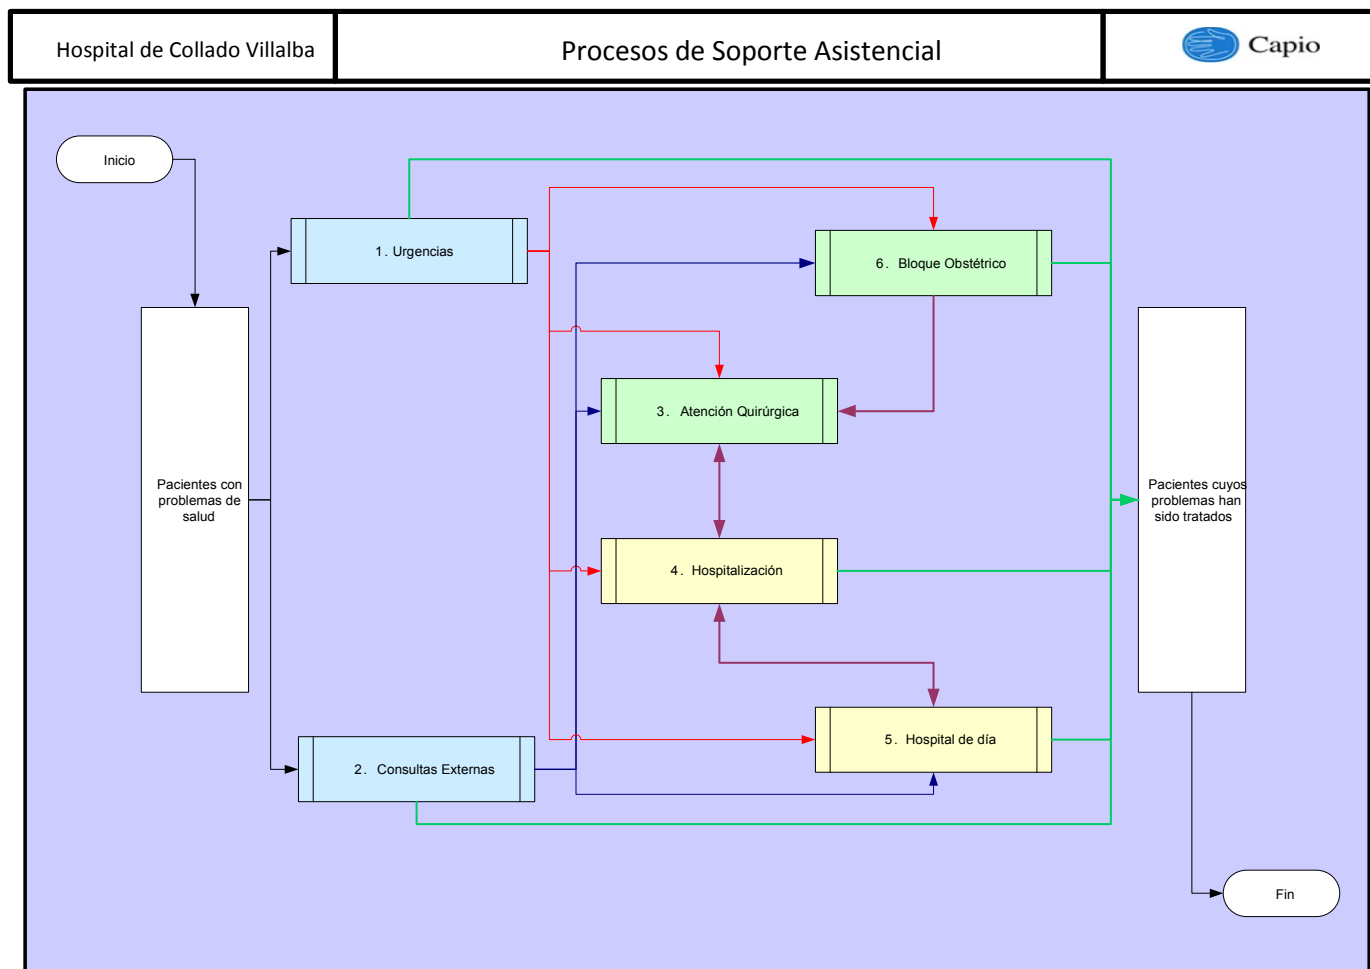 Hospital de Collado Villalba
Procesos de Soporte Asistencial
Capio
Inicio
1. Urgencias
6. Bloque Obstétrico
3. Atención Quirúrgica
Pacientes con
problemas de
salud
Pacientes cuyos
problemas han
sido tratados
4. Hospitalización
5. Hospital de día
2. Consultas Externas
Fin